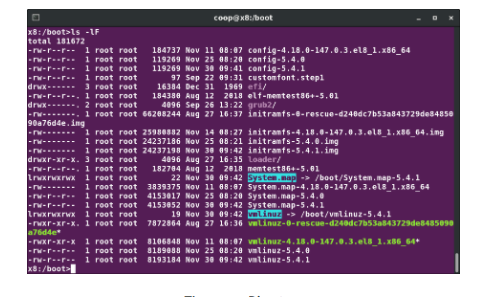 coop@x8:/boot
x8:/boot>ls -lF
total 181672
-rw-r--r-- 1 root root 184737 Nov 11 08:07 config-4.18.0-147.0.3.el8_1.x86_64
-rw-r--r-- 1 root root 119269 Nov 25 08:20 config-5.4.0
-rw-r--r-- 1 root root 119269 Nov 30 09:41 config-5.4.1
-rw-r--r-- 1 root root 97 Sep 22 09:31 customfont.step1
drwx------ 3 root root 16384 Dec 31 1969 efi/
-rw-r--r--. 1 root root 184380 Aug 12 2018 elf-memtest86+-5.01
drwx------. 2 root root 4096 Sep 26 13:22 grub2/
-rw-------. 1 root root 66208244 Aug 27 16:37 initramfs-0-rescue-d240dc7b53a843729de84850
90a76d4e.img
-rw------- 1 root root 25980882 Nov 14 08:27 initramfs-4.18.0-147.0.3.el8_1.x86_64.img
-rw------- 1 root root 24237186 Nov 25 08:21 initramfs-5.4.0.img
-rw------- 1 root root 24237198 Nov 30 09:42 initramfs-5.4.1.img
drwxr-xr-x. 3 root root 4096 Aug 27 16:35 loader/
-rw-r--r--. 1 root root 182704 Aug 12 2018 memtest86+-5.01
lrwxrwxrwx 1 root root 22 Nov 30 09:42 System.map -> /boot/System.map-5.4.1
-rw------- 1 root root 3839375 Nov 11 08:07 System.map-4.18.0-147.0.3.el8_1.x86_64
-rw-r--r-- 1 root root 4153017 Nov 25 08:20 System.map-5.4.0
-rw-r--r-- 1 root root 4153052 Nov 30 09:42 System.map-5.4.1
lrwxrwxrwx 1 root root 19 Nov 30 09:42 vmlinuz -> /boot/vmlinuz-5.4.1
-rwxr-xr-x. 1 root root 7872864 Aug 27 16:36 vmlinuz-0-rescue-d240dc7b53a843729de8485090
a76d4e*
-rwxr-xr-x 1 root root 8106848 Nov 11 08:07 vmlinuz-4.18.0-147.0.3.el8_1.x86_64*
-rw-r--r-- 1 root root 8189088 Nov 25 08:20 vmlinuz-5.4.0
-rw-r--r-- 1 root root 8193184 Nov 30 09:42 vmlinuz-5.4.1
x8:/boot>